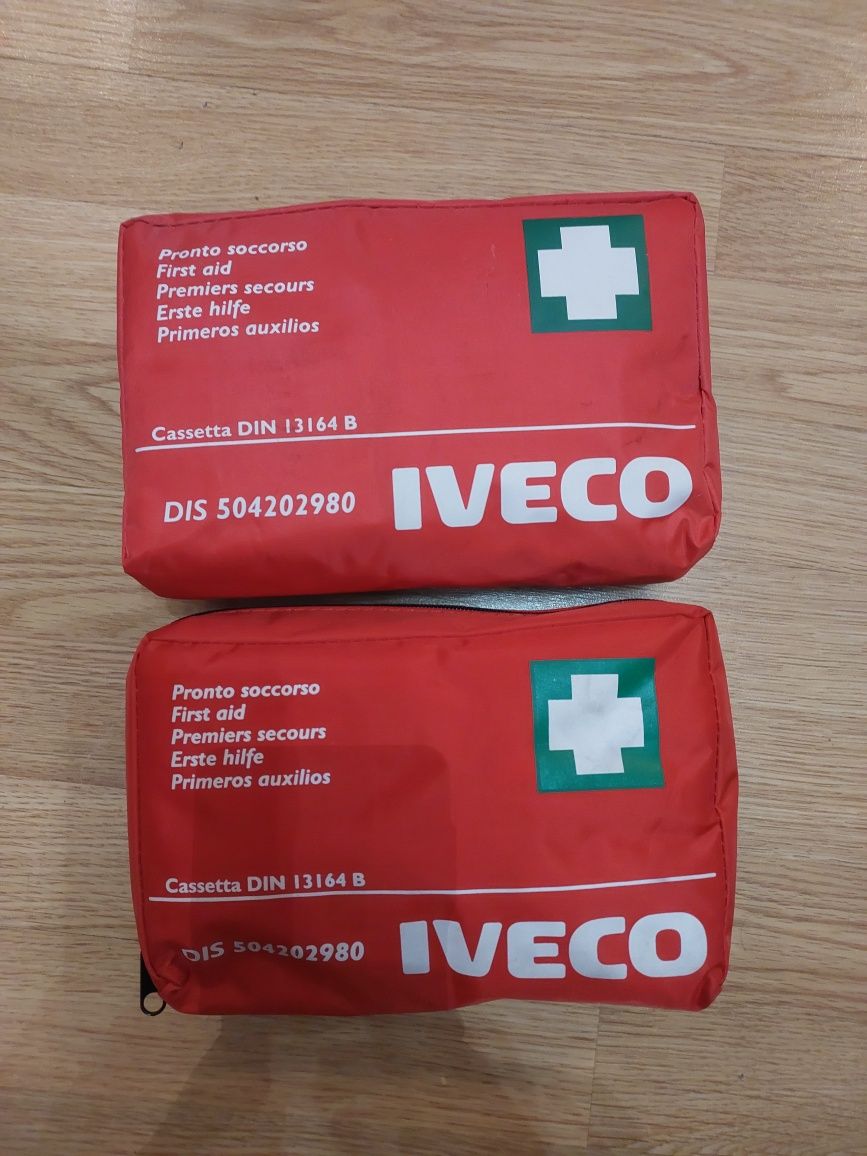 Pronto soccorso
First aid
Premiers secours
Erste hilfe
Primeros auxilios
Cassetta DIN 13164 B
DIS 504202980 IVECO
Pronto soccorso
First aid
Premiers secours
Erste hilfe
Primeros auxilios
Cassetta DIN 13164 B
DIS 504202980 IVECO